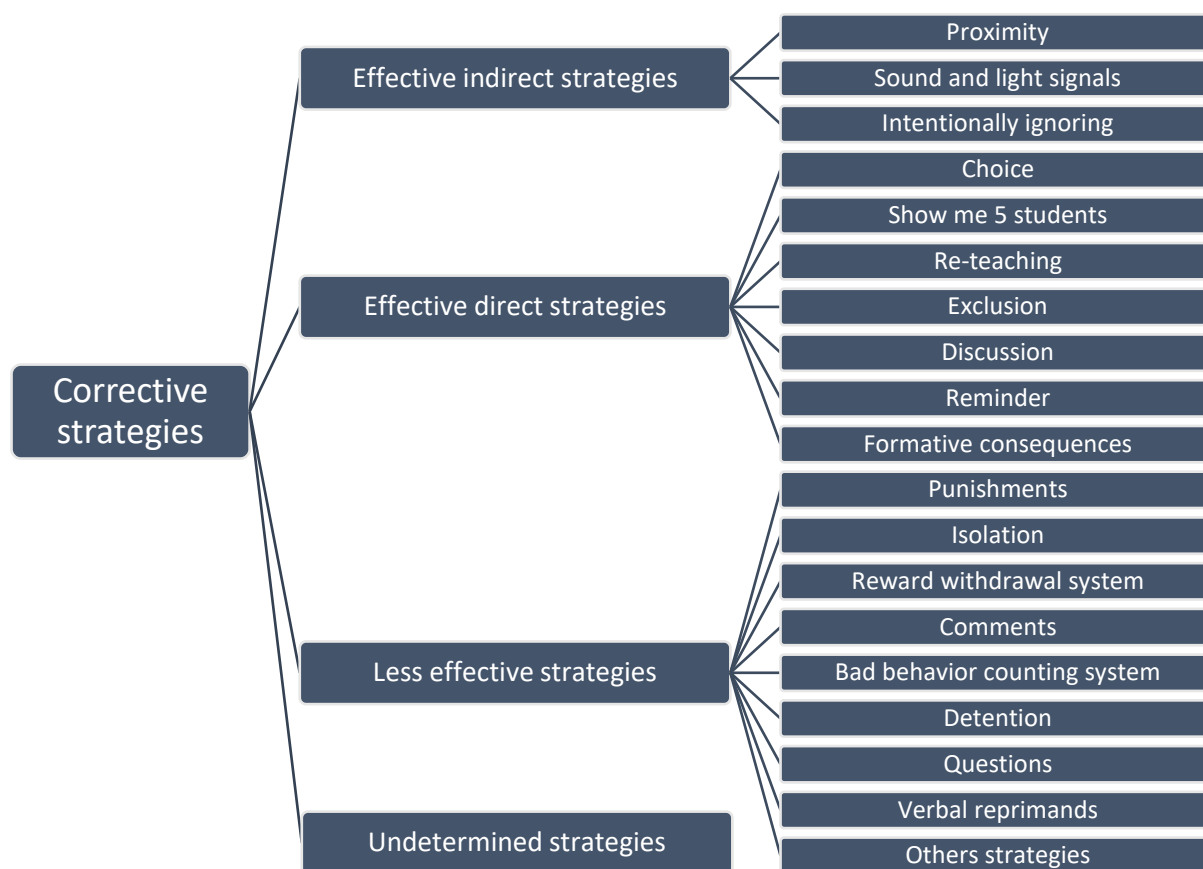 Corrective
strategies
Effective indirect strategies
Proximity
Sound and light signals
Intentionally ignoring
Effective direct strategies
Choice
Show me 5 students
Re-teaching
Exclusion
Discussion
Reminder
Formative consequences
Less effective strategies
Punishments
Isolation
Reward withdrawal system
Comments
Bad behavior counting system
Detention
Questions
Verbal reprimands
Others strategies
Undetermined strategies